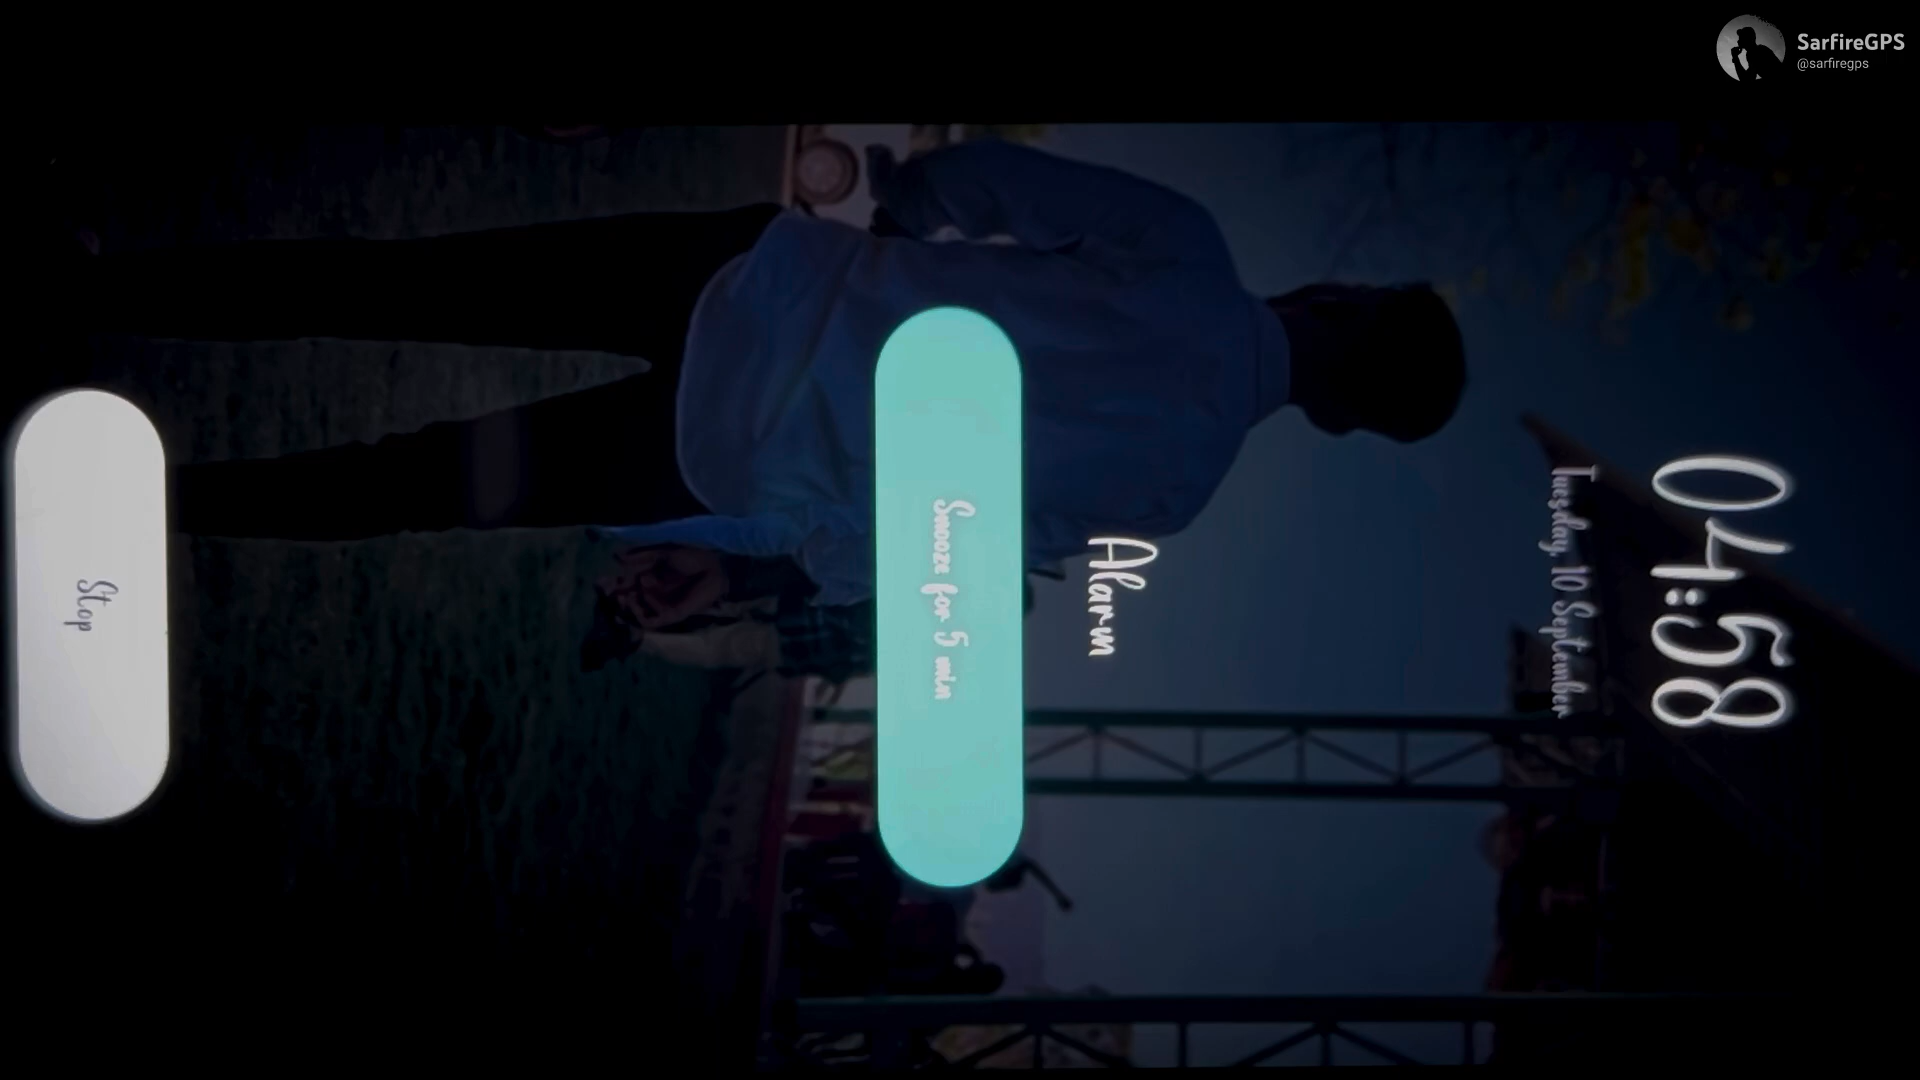 SarfireGPS
@sarfiregps
04:58
Tuesday, 10 September
Alarm
Snooze for 5 min
Stop